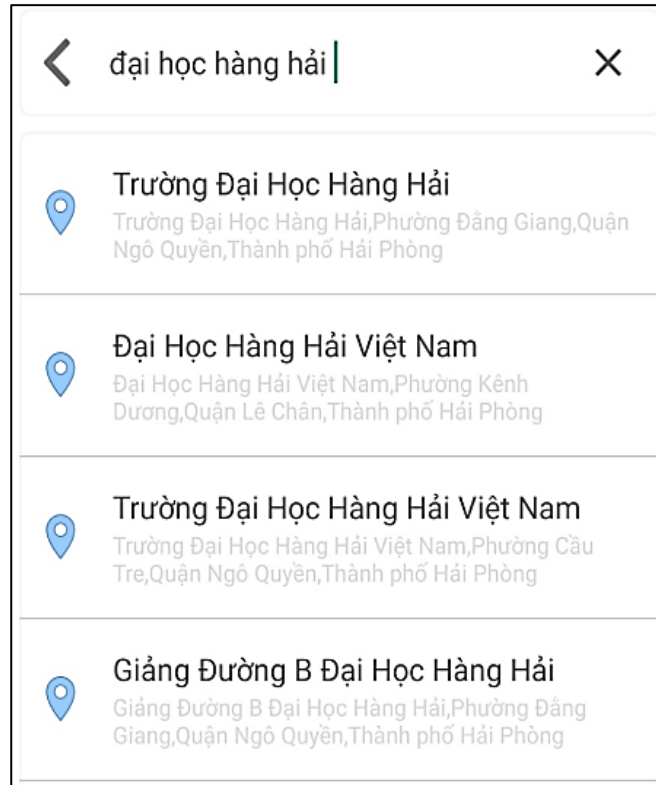 đại học hàng hải
Trường Đại Học Hàng Hải
Trường Đại Học Hàng Hải,Phường Đằng Giang,Quận
Ngô Quyền,Thành phố Hải Phòng
Đại Học Hàng Hải Việt Nam
Đại Học Hàng Hải Việt Nam,Phường Kênh
Dương,Quận Lê Chân,Thành phố Hải Phòng
Trường Đại Học Hàng Hải Việt Nam
Trường Đại Học Hàng Hải Việt Nam,Phường Cầu
Tre,Quận Ngô Quyền,Thành phố Hải Phòng
Giảng Đường B Đại Học Hàng Hải
Giảng Đường B Đại Học Hàng Hải,Phường Đằng
Giang,Quận Ngô Quyền,Thành phố Hải Phòng